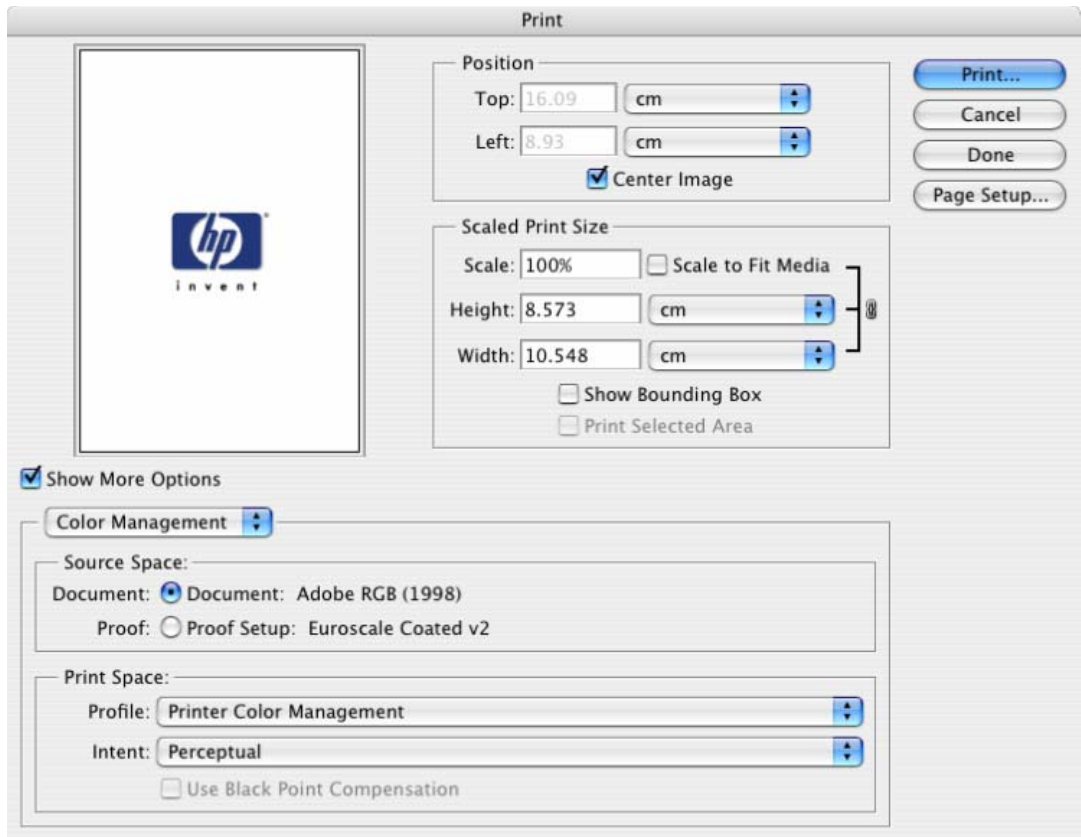 Print
hp
invent
Position
Top: 16.09 cm
Left: 8.93 cm
Center Image
Print...
Cancel
Done
Page Setup...
Scaled Print Size
Scale: 100% Scale to Fit Media
Height: 8.573 cm
Width: 10.548 cm
Show Bounding Box
Print Selected Area
Show More Options
Color Management
Source Space:
Document: Document: Adobe RGB (1998)
Proof: Proof Setup: Euroscale Coated v2
Print Space:
Profile: Printer Color Management
Intent: Perceptual
Use Black Point Compensation